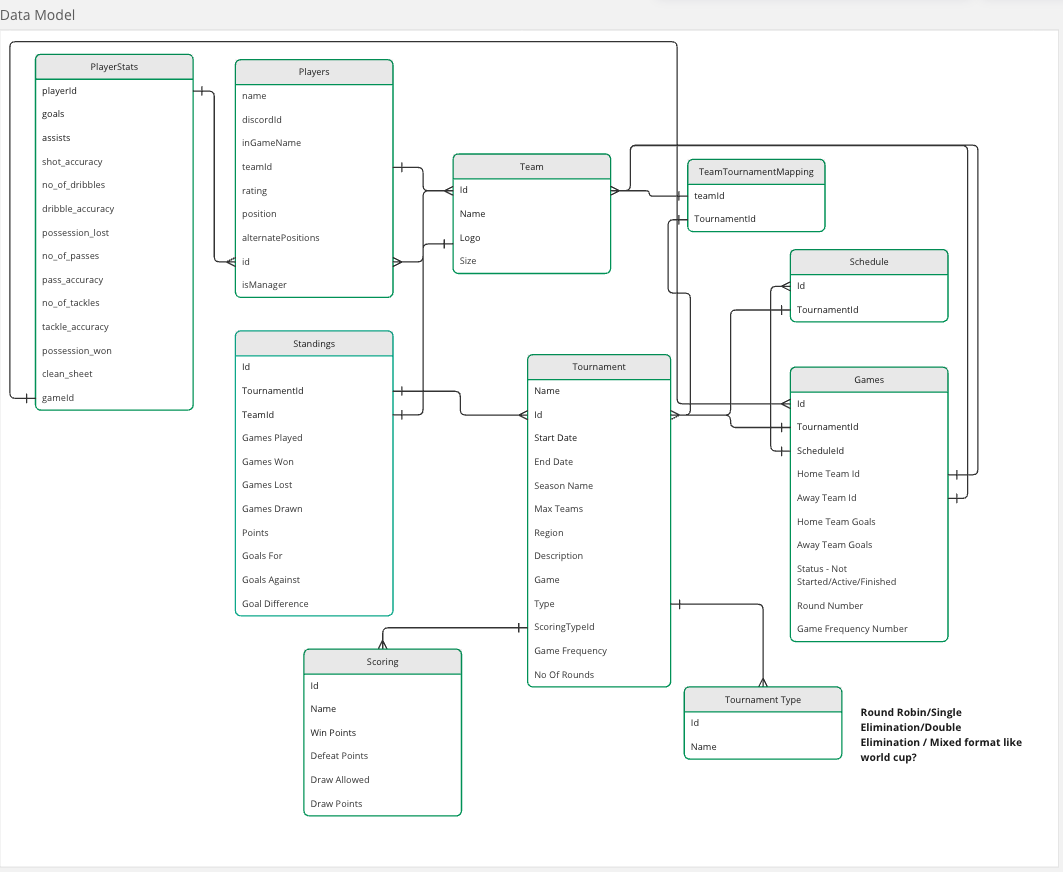 Data Model
PlayerStats
playerId
goals
assists
shot_accuracy
no_of_dribbles
dribble_accuracy
possession_lost
no_of_passes
pass_accuracy
no_of_tackles
tackle_accuracy
possession_won
clean_sheet
gameId
Players
name
discordId
inGameName
teamId
rating
position
alternatePositions
id
isManager
Team
Id
Name
Logo
Size
TeamTournamentMapping
teamId
TournamentId
Schedule
Id
TournamentId
Standings
Id
TournamentId
TeamId
Games Played
Games Won
Games Lost
Games Drawn
Points
Goals For
Goals Against
Goal Difference
Tournament
Name
Id
Start Date
End Date
Season Name
Max Teams
Region
Description
Game
Type
ScoringTypeId
Game Frequency
No Of Rounds
Games
Id
TournamentId
ScheduleId
Home Team Id
Away Team Id
Home Team Goals
Away Team Goals
Status - Not
Started/Active/Finished
Round Number
Game Frequency Number
Scoring
Id
Name
Win Points
Defeat Points
Draw Allowed
Draw Points
Tournament Type
Id
Name
Round Robin/Single
Elimination/Double
Elimination / Mixed format like
world cup?